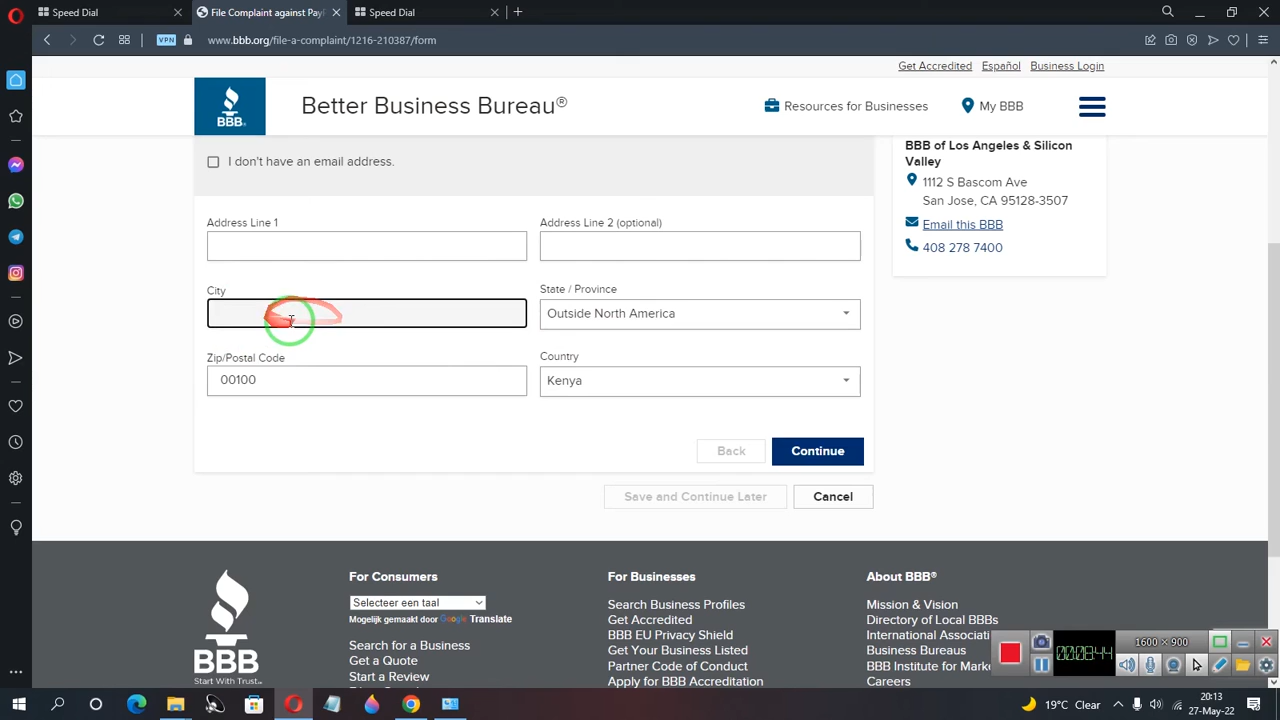 Speed Dial
File Complaint against Payl
Speed Dial
VPN
www.bbb.org/file-a-complaint/1216-210387/form
Get Accredited
Español
Business Login
BBB®
Better Business Bureau®
Resources for Businesses
My BBB
I don't have an email address.
BBB of Los Angeles & Silicon
Valley
1112 S Bascom Ave
San Jose, CA 95128-3507
Email this BBB
408 278 7400
Address Line 1
Address Line 2 (optional)
City
State / Province
Outside North America
Zip/Postal Code
Country
00100
Kenya
Back
Continue
Save and Continue Later
Cancel
BBB
Start With Trust®
For Consumers
Selecteer een taal
Mogelijk gemaakt door Google Translate
Search for a Business
Get a Quote
Start a Review
For Businesses
Search Business Profiles
Get Accredited
BBB EU Privacy Shield
Get Your Business Listed
Partner Code of Conduct
Apply for BBB Accreditation
About BBB®
Mission & Vision
Directory of Local BBBs
International Associati
Business Reviews
BBB Institute for Mark
Careers
000844
1600 × 900
19°C Clear
20:13
27-May-22